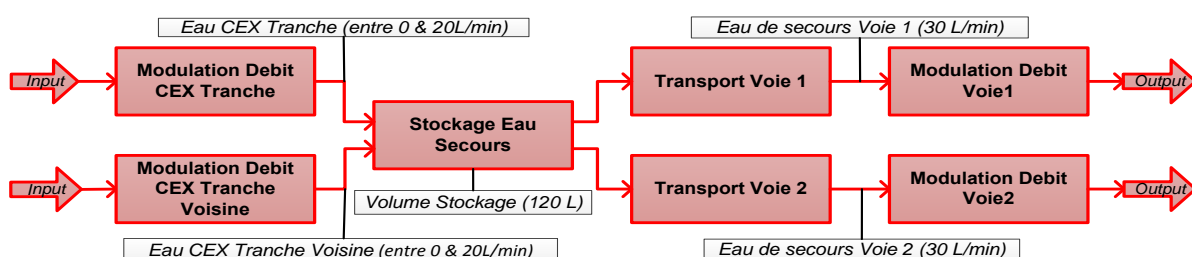 Eau CEX Tranche (entre 0 & 20L/min)
Eau de secours Voie 1 (30 L/min)
Input
Modulation Debit
CEX Tranche
Transport Voie 1
Modulation Debit
Voie1
Output
Stockage Eau
Secours
Input
Modulation Debit
CEX Tranche
Voisine
Transport Voie 2
Modulation Debit
Voie2
Output
Volume Stockage (120 L)
Eau CEX Tranche Voisine (entre 0 & 20L/min)
Eau de secours Voie 2 (30 L/min)